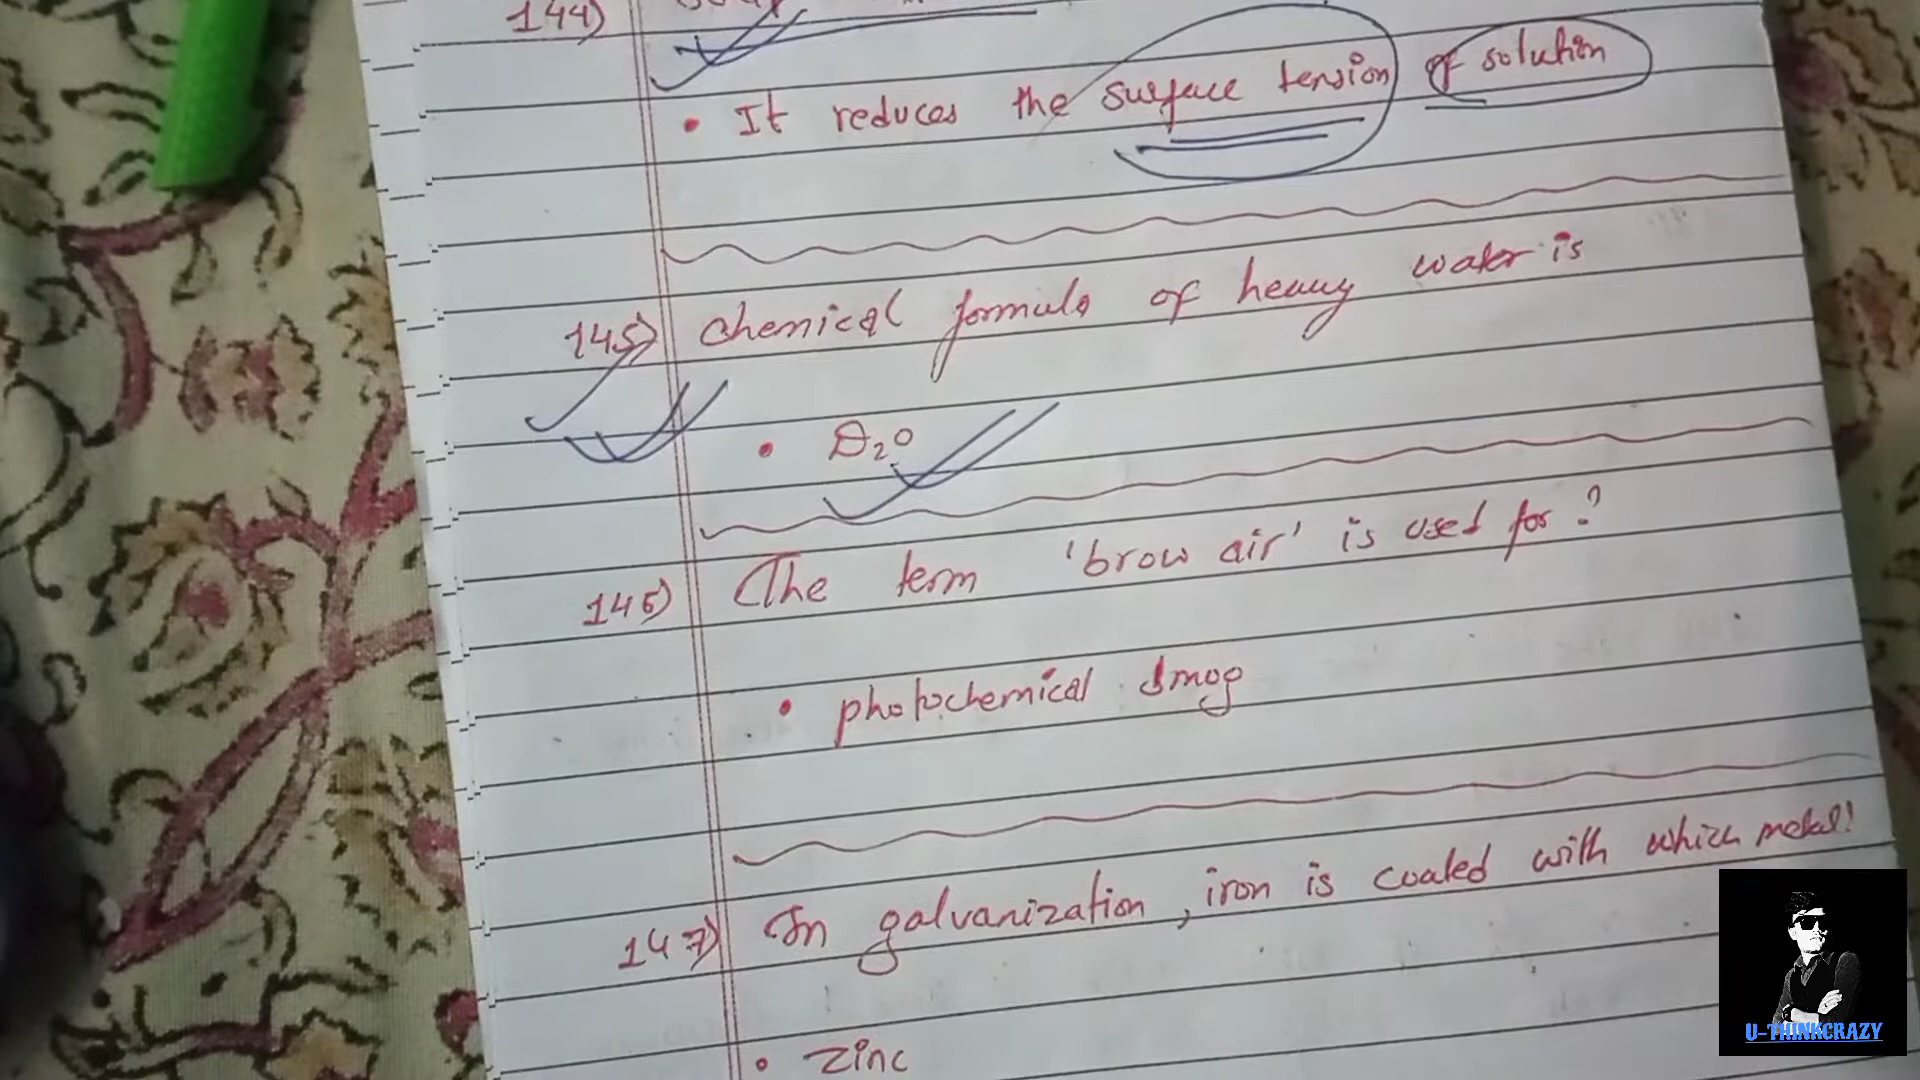 144)
• It reduces the surface tension of solution
145) Chemical formula of heavy water is
• D₂O
146) The term 'brow air' is used for ?
• photochemical smog
147) In galvanization, iron is coated with which metal!
• Zinc
U-THINKCRAZY